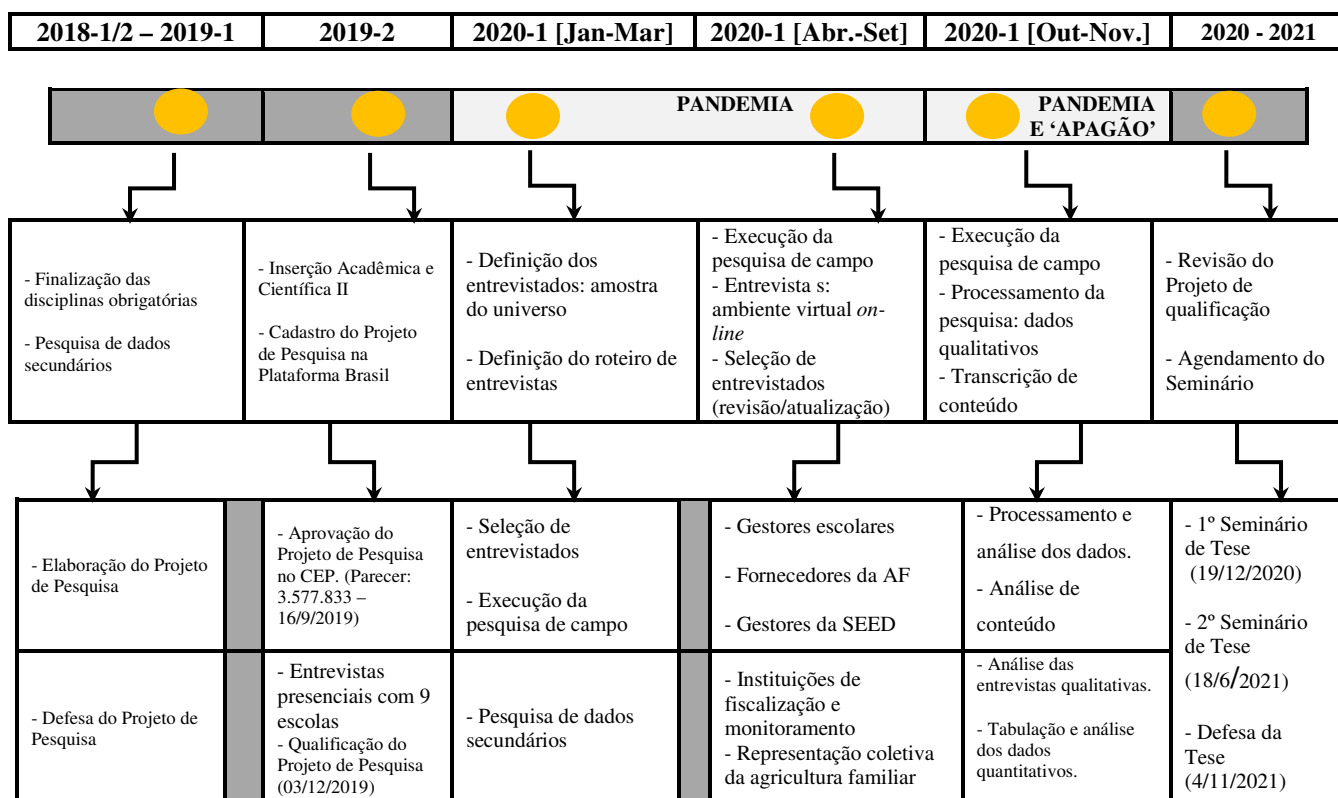 2018-1/2 – 2019-1
2019-2
2020-1 [Jan-Mar]
2020-1 [Abr.-Set]
2020-1 [Out-Nov.]
2020 - 2021
PANDEMIA
PANDEMIA
E ‘APAGÃO’
- Finalização das
disciplinas obrigatórias
- Pesquisa de dados
secundários
- Inserção Acadêmica e
Científica II
- Cadastro do Projeto
de Pesquisa na
Plataforma Brasil
- Definição dos
entrevistados: amostra
do universo
- Definição do roteiro de
entrevistas
- Execução da
pesquisa de campo
- Entrevista s:
ambiente virtual on-
line
- Seleção de
entrevistados
(revisão/atualização)
- Execução da
pesquisa de campo
- Processamento da
pesquisa: dados
qualitativos
- Transcrição de
conteúdo
- Revisão do
Projeto de
qualificação
- Agendamento do
Seminário
- Elaboração do Projeto
de Pesquisa
- Aprovação do
Projeto de Pesquisa
no CEP. (Parecer:
3.577.833 –
16/9/2019)
- Seleção de
entrevistados
- Execução da
pesquisa de campo
- Gestores escolares
- Fornecedores da AF
- Gestores da SEED
- Processamento e
análise dos dados.
- Análise de
conteúdo
- 1º Seminário
de Tese
(19/12/2020)
- 2º Seminário
de Tese
(18/6/2021)
- Defesa da
Tese
(4/11/2021)
- Defesa do Projeto de
Pesquisa
- Entrevistas
presenciais com 9
escolas
- Qualificação do
Projeto de Pesquisa
(03/12/2019)
- Pesquisa de dados
secundários
- Instituições de
fiscalização e
monitoramento
- Representação coletiva
da agricultura familiar
- Análise das
entrevistas qualitativas.
- Tabulação e análise
dos dados
quantitativos.